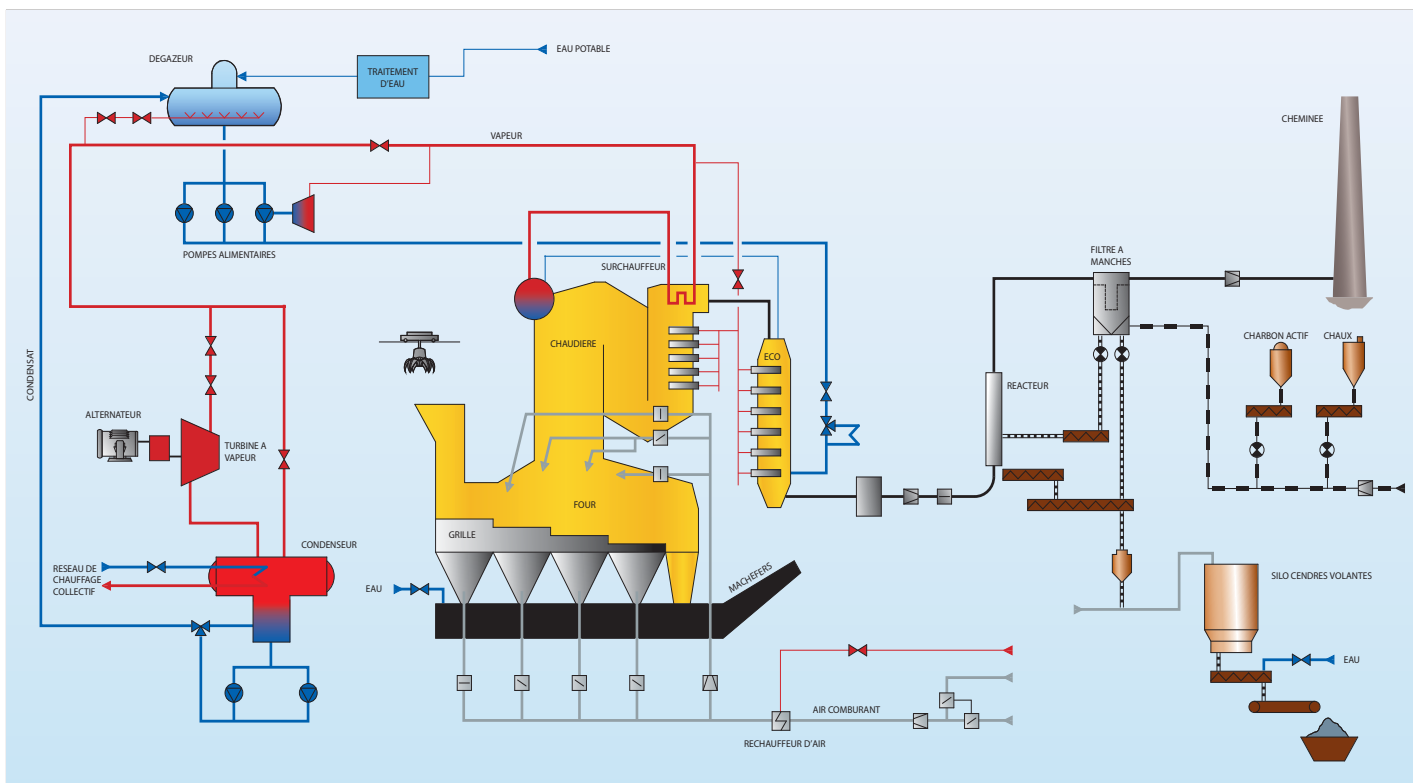 EAU POTABLE
DEGAZEUR
TRAITEMENT
D'EAU
CHEMINEE
VAPEUR
POMPES ALIMENTAIRES
FILTRE A
MANCHES
SURCHAUFFEUR
CHARBON ACTIF
CHAUX
CHAUDIERE
ECO
CONDENSAT
REACTEUR
ALTERNATEUR
TURBINE A
VAPEUR
FOUR
GRILLE
CONDENSEUR
RESEAU DE
CHAUFFAGE
COLLECTIF
EAU
MACHEFERS
SILO CENDRES VOLANTES
EAU
AIR COMBURANT
RECHAUFFEUR D'AIR